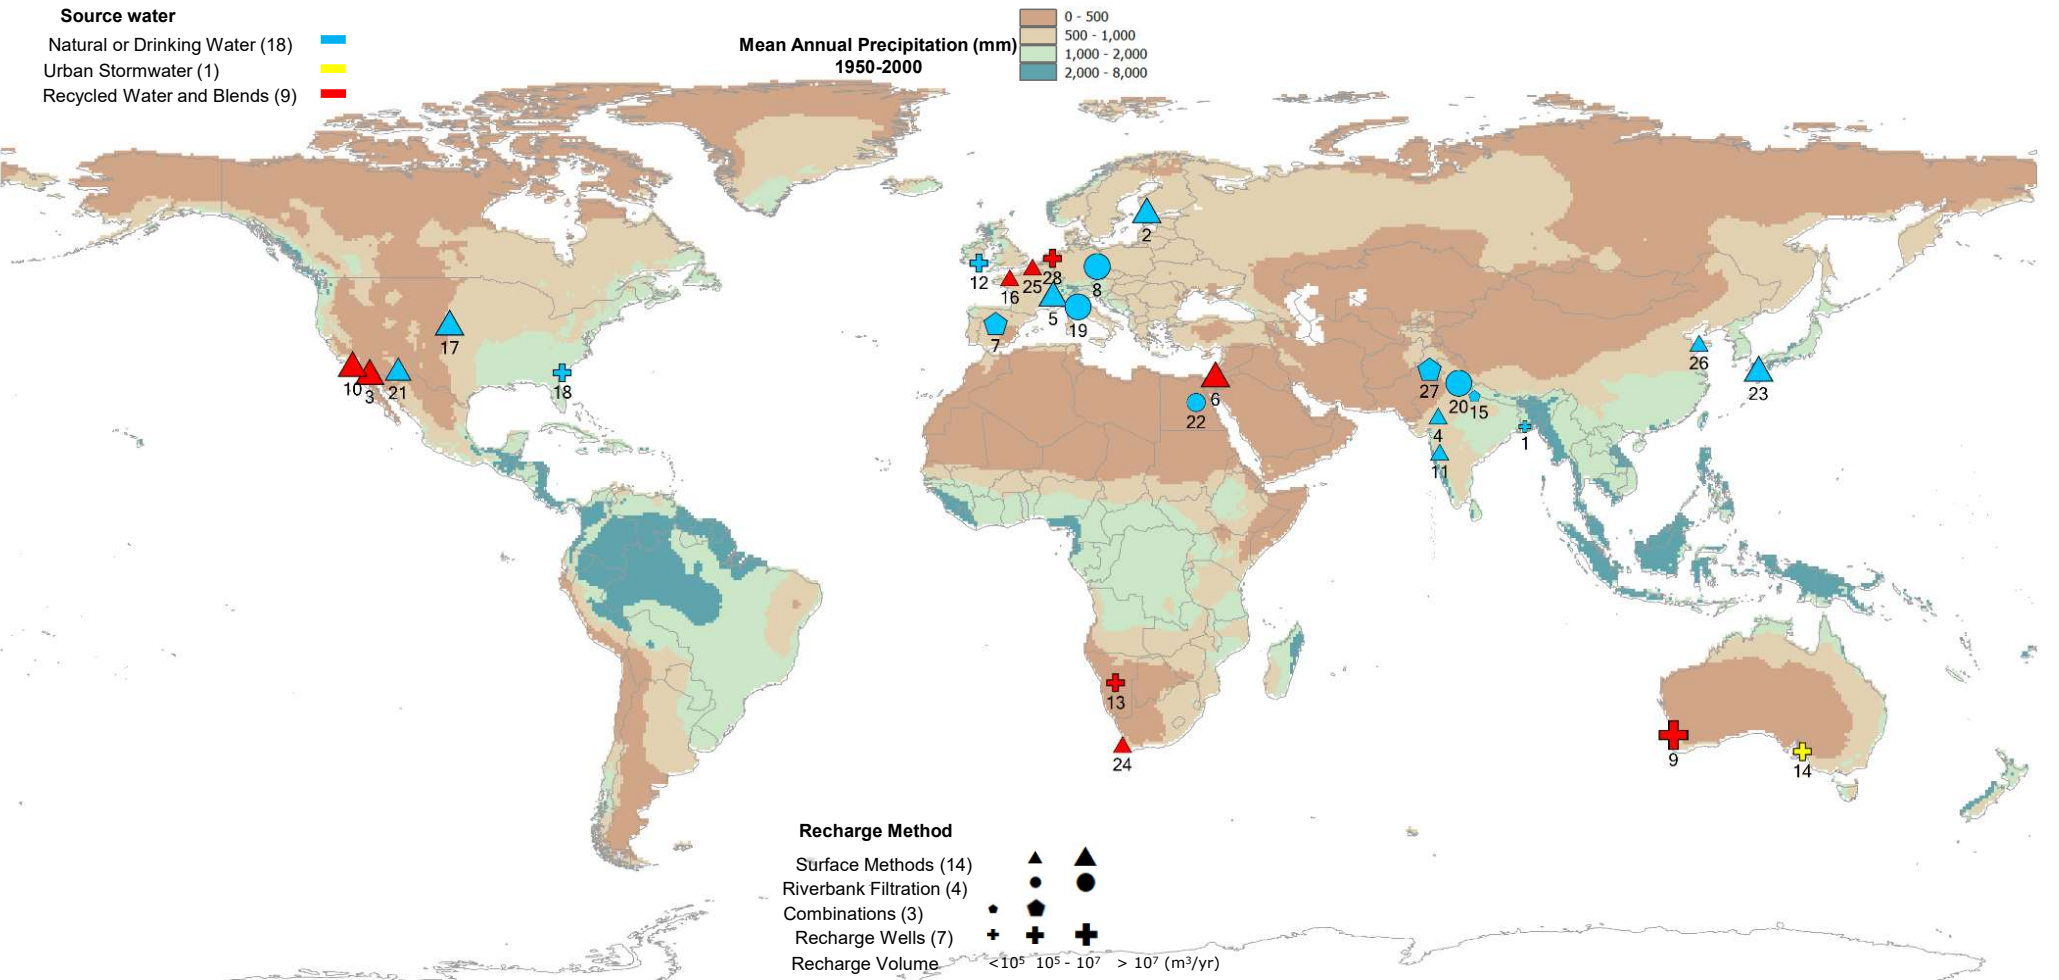 Source water
Natural or Drinking Water (18)
Urban Stormwater (1)
Recycled Water and Blends (9)
Mean Annual Precipitation (mm)
1950-2000
0 - 500
500 - 1,000
1,000 - 2,000
2,000 - 8,000
2
12
16
25
28
8
5
19
7
17
10
3
21
18
6
22
27
20
15
4
11
1
26
23
13
24
9
14
Recharge Method
Surface Methods (14)
Riverbank Filtration (4)
Combinations (3)
Recharge Wells (7)
Recharge Volume <10⁵ 10⁵ - 10⁷ > 10⁷ (m³/yr)